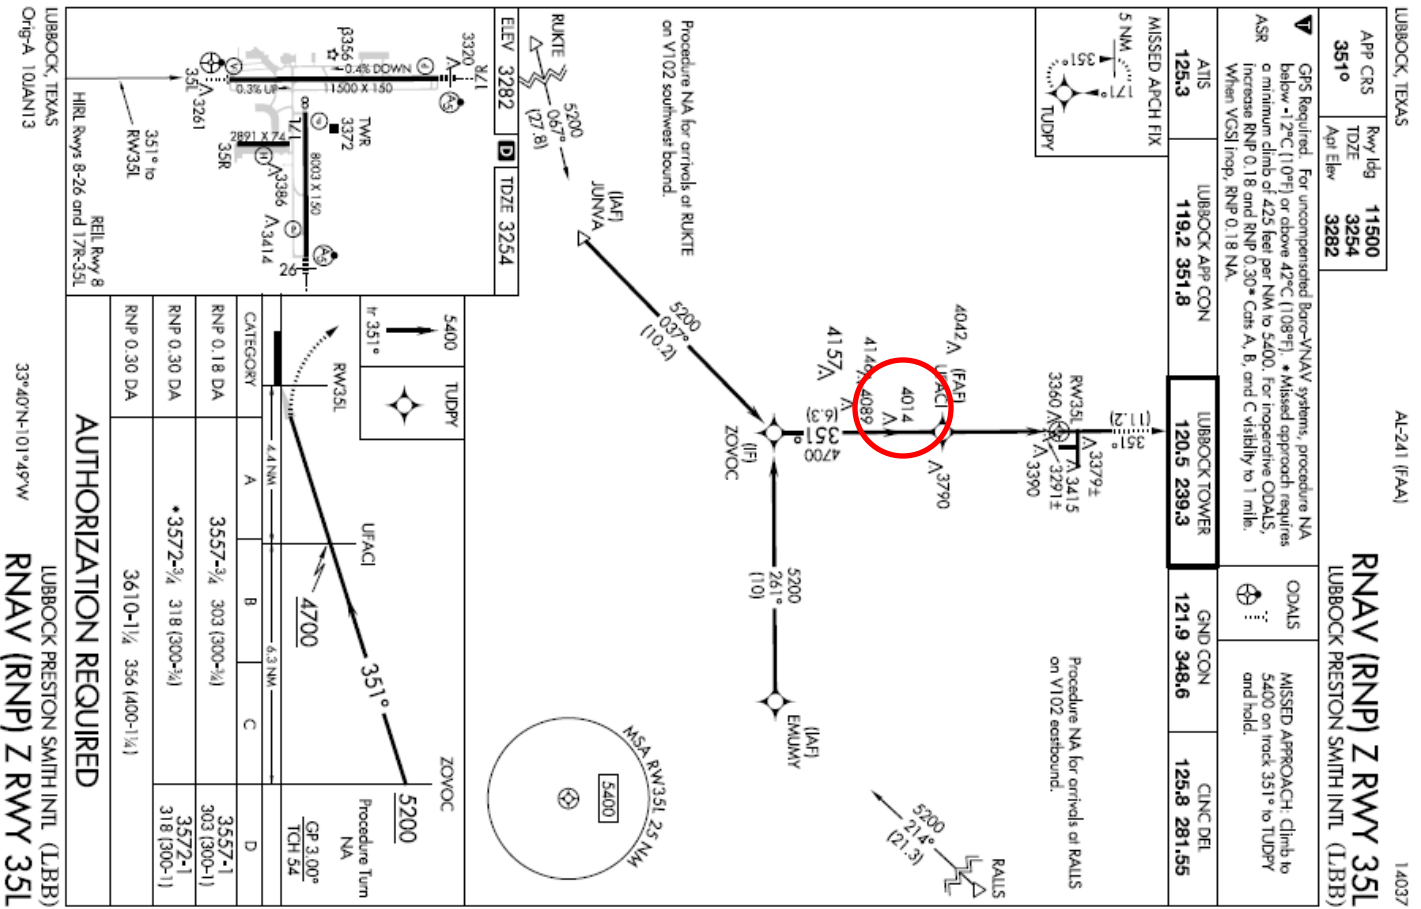 LUBBOCK, TEXAS
AL-241 (FAA)
14037
APP CRS
351°
Rwy ldg 11500
TDZE 3254
Apt Elev 3282
RNAV (RNP) Z RWY 35L
LUBBOCK PRESTON SMITH INTL (LBB)
T
ASR
GPS Required. For uncompensated Baro-VNAV systems, procedure NA
below -12°C (10°F) or above 42°C (108°F). * Missed approach requires
a minimum climb of 425 feet per NM to 5400. For inoperative ODALS,
increase RNP 0.18 and RNP 0.30* Cats A, B, and C visiblity to 1 mile.
When VGSI inop, RNP 0.18 NA.
ODALS
MISSED APPROACH: Climb to
5400 on track 351° to TUDPY
and hold.
ATIS
125.3
LUBBOCK APP CON
119.2 351.8
LUBBOCK TOWER
120.5 239.3
GND CON
121.9 348.6
CLNC DEL
125.8 281.55
MISSED APCH FIX
5 NM
351°
171°
TUDPY
351°
(11.2)
RW35L
3379±
3415
3360
3291±
3390
4042
(FAF)
UFACI
3790
4014
4089
4146
4157
4700
351°
(6.3)
(IF)
ZOVOC
Procedure NA for arrivals at RUKTE
on V102 southwest bound.
Procedure NA for arrivals at RALLS
on V102 eastbound.
RUKTE
5200
067°
(27.8)
(IAF)
JUNVA
5200
037°
(10.2)
5200
261°
(10)
(IAF)
EMUMY
RALLS
5200
214°
(21.3)
MSA RW35L 25 NM
5400
ELEV 3282
D
TDZE 3254
3320
17R
A5
P
3356
0.4% DOWN
11500 X 150
0.3% UP
TWR
3372
8
17L
8003 X 150
2891 X 74
35R
H
3386
3414
A5
26
35L
3261
351° to
RW35L
REIL Rwy 8
HIRL Rwys 8-26 and 17R-35L
5400
tr 351°
TUDPY
ZOVOC
Procedure Turn
NA
5200
351°
GP 3.00°
TCH 54
UFACI
4700
RW35L
4.4 NM
6.3 NM
CATEGORY
A
B
C
D
RNP 0.18 DA
3557-¾ 303 (300-¾)
3557-1
303 (300-1)
RNP 0.30 DA
*3572-¾ 318 (300-¾)
3572-1
318 (300-1)
RNP 0.30 DA
3610-1¼ 356 (400-1¼)
AUTHORIZATION REQUIRED
LUBBOCK, TEXAS
Orig-A 10JAN13
33°40'N-101°49'W
LUBBOCK PRESTON SMITH INTL (LBB)
RNAV (RNP) Z RWY 35L